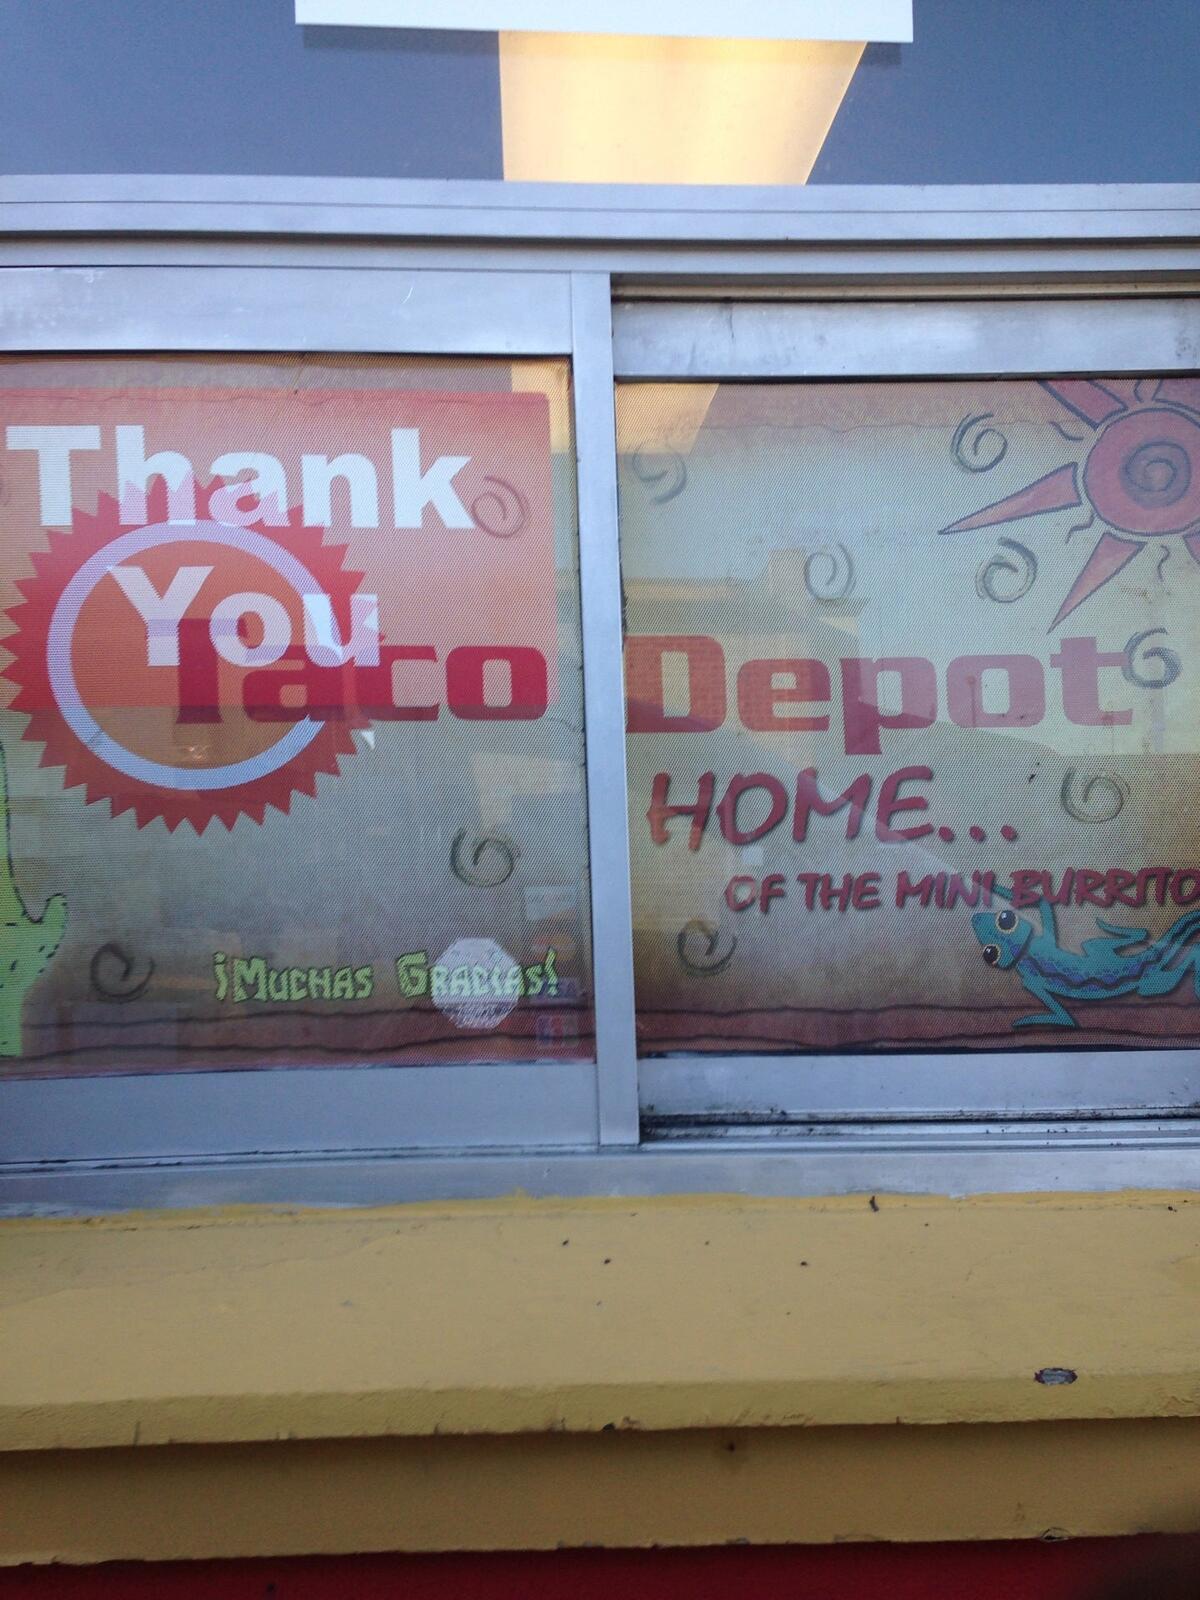 Thank
You
Taco Depot
HOME...
OF THE MINI BURRITO
¡MUCHAS GRACIAS!